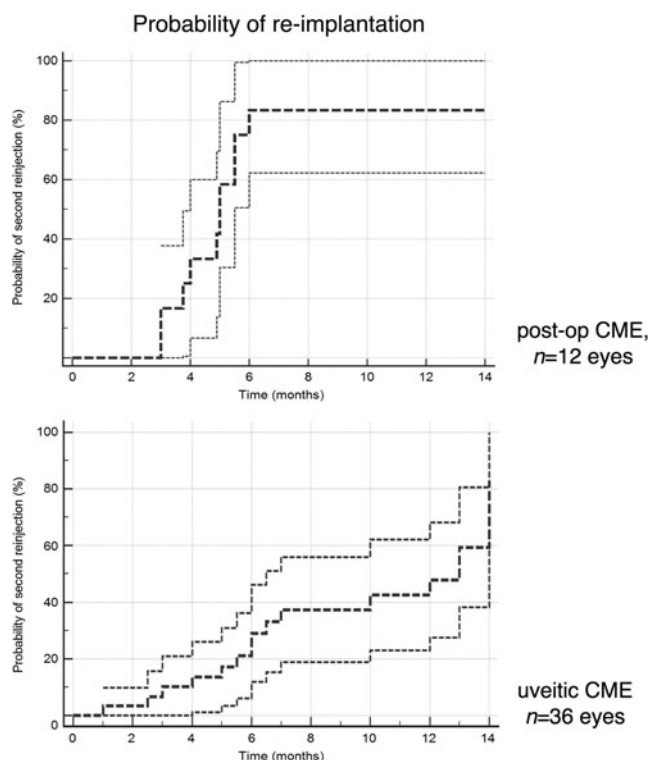 Probability of re-implantation
Probability of second reinjection (%)
100
80
60
40
20
0 2 4 6 8 10 12 14
Time (months)
post-op CME,
n=12 eyes
Probability of second reinjection (%)
100
80
60
40
20
0
0 2 4 6 8 10 12 14
Time (months)
uveitic CME
n=36 eyes